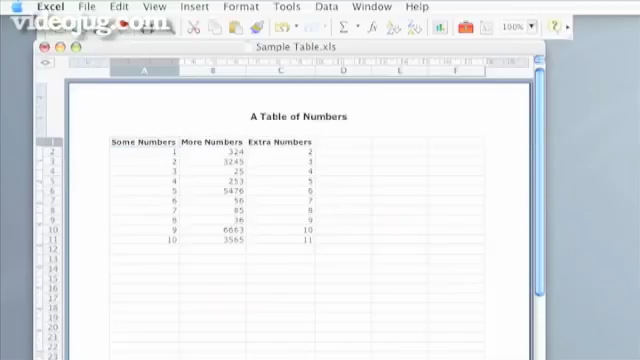 Excel File Edit View Insert Format Tools Data Window Help
videojug.com
100%
Sample Table.xls
A B C D E F
A Table of Numbers
1 Some Numbers More Numbers Extra Numbers
2 1 324 2
3 2 3245 3
4 3 25 4
5 4 253 5
6 5 5476 6
7 6 56 7
8 7 85 8
9 8 36 9
10 9 6663 10
11 10 3565 11
12
13
14
15
16
17
18
19
20
21
22
23